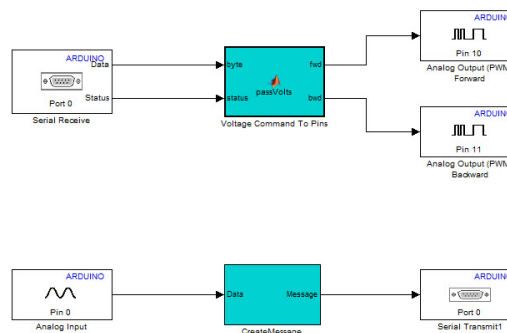 ARDUINO
Data
Status
Port 0
Serial Receive
byte
status
passVolts
fwd
bwd
Voltage Command To Pins
ARDUINO
Pin 10
Analog Output (PWM
Forward
ARDUINO
Pin 11
Analog Output (PWM
Backward
ARDUINO
Pin 0
Analog Input
Data
Message
CreateMessage
ARDUINO
Port 0
Serial Transmit1